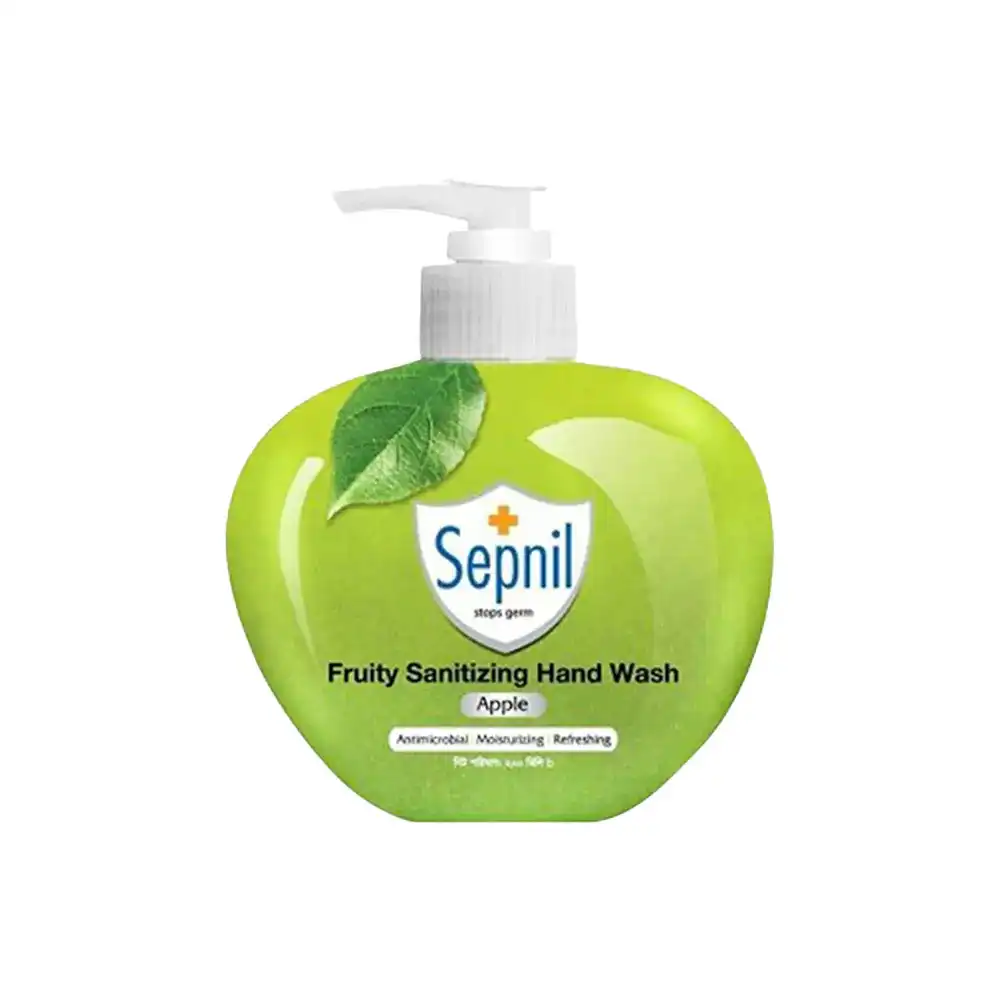 Sepnil
stops germ
Fruity Sanitizing Hand Wash
Apple
Antimicrobial Moisturizing Refreshing